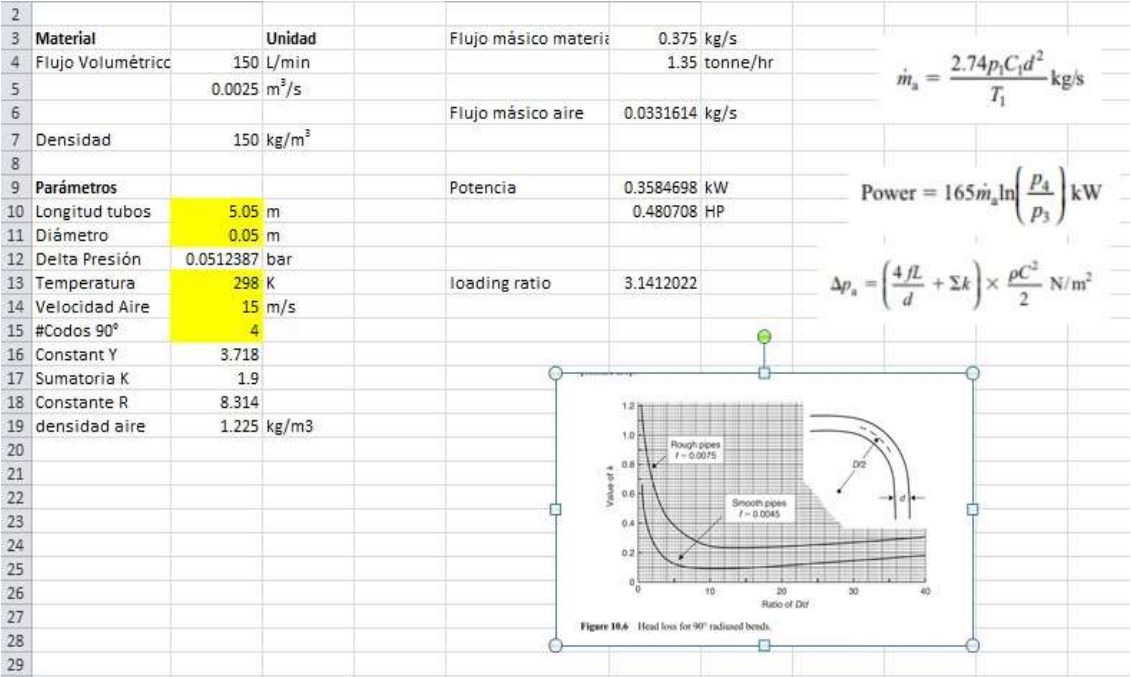 2
3 Material Unidad Flujo másico materia 0.375 kg/s
4 Flujo Volumétrico 150 L/min 1.35 tonne/hr
5 0.0025 m³/s
6 Flujo másico aire 0.0331614 kg/s
7 Densidad 150 kg/m³
8
9 Parámetros Potencia 0.3584698 kW
10 Longitud tubos 5.05 m 0.480708 HP
11 Diámetro 0.05 m
12 Delta Presión 0.0512387 bar
13 Temperatura 298 K loading ratio 3.1412022
14 Velocidad Aire 15 m/s
15 #Codos 90° 4
16 Constant Y 3.718
17 Sumatoria K 1.9
18 Constante R 8.314
19 densidad aire 1.225 kg/m3
20
21
22
23
24
25
26
27
28
29
ṁₐ = 2.74p₁C₁d² / T₁ kg/s
Power = 165ṁₐln(p₄ / p₃) kW
Δpₐ = (4fL / d + Σk) × ρC² / 2 N/m²
1.2
1.0
0.8
0.6
0.4
0.2
0
Value of k
Rough pipes
f – 0.0075
Smooth pipes
f – 0.0045
D/2
d
0 10 20 30 40
Ratio of D/d
Figure 10.6 Head loss for 90° radiused bends.